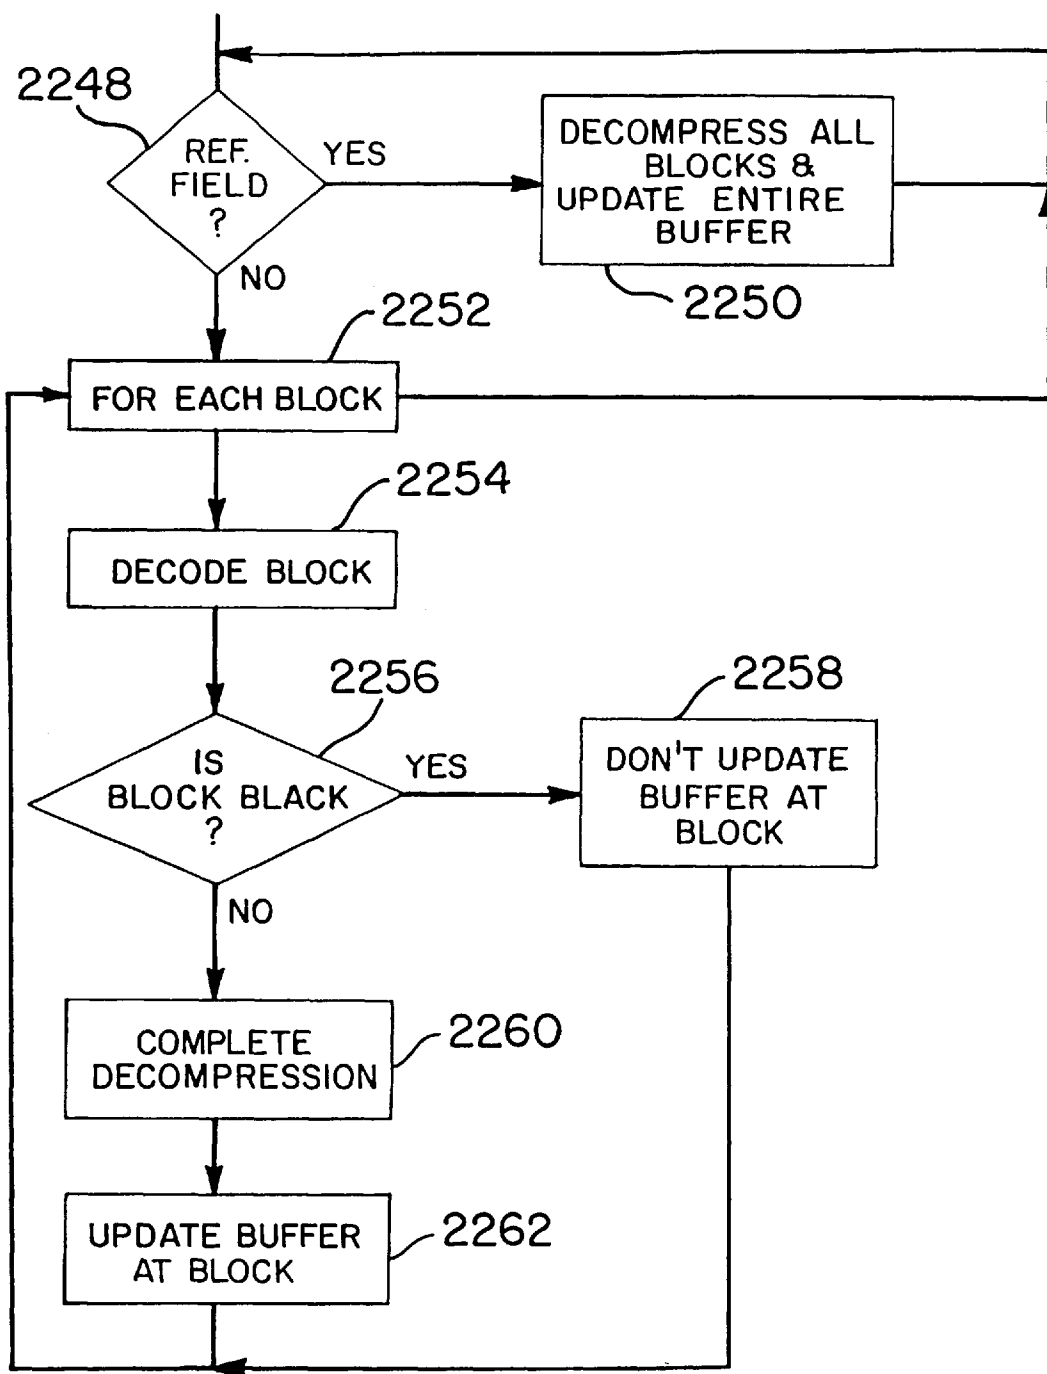 2248
REF.
FIELD
?
YES
NO
DECOMPRESS ALL
BLOCKS &
UPDATE ENTIRE
BUFFER
2250
2252
FOR EACH BLOCK
2254
DECODE BLOCK
2256
IS
BLOCK BLACK
?
YES
NO
2258
DON'T UPDATE
BUFFER AT
BLOCK
COMPLETE
DECOMPRESSION
2260
UPDATE BUFFER
AT BLOCK
2262